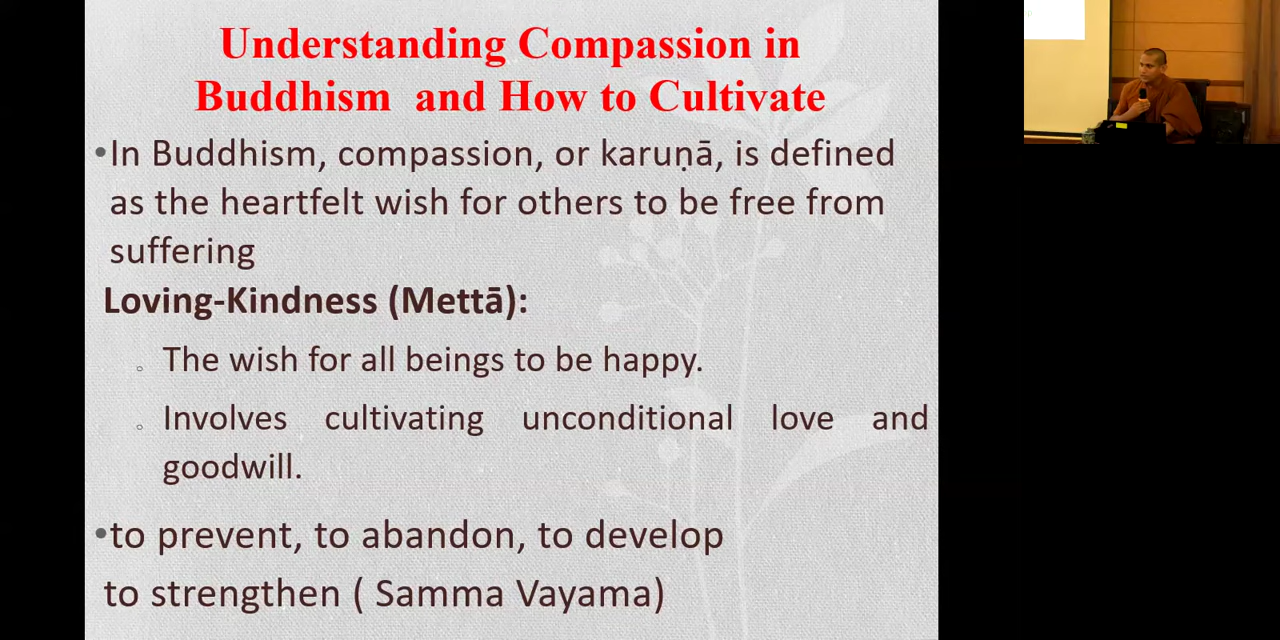 Understanding Compassion in
Buddhism and How to Cultivate
•In Buddhism, compassion, or karuṇā, is defined
as the heartfelt wish for others to be free from
suffering
Loving-Kindness (Mettā):
○ The wish for all beings to be happy.
○ Involves cultivating unconditional love and
goodwill.
•to prevent, to abandon, to develop
to strengthen ( Samma Vayama)